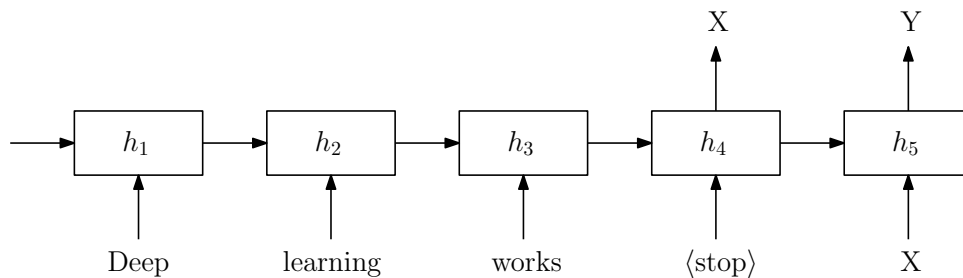 X Y
h₁ h₂ h₃ h₄ h₅
Deep learning works ⟨stop⟩ X